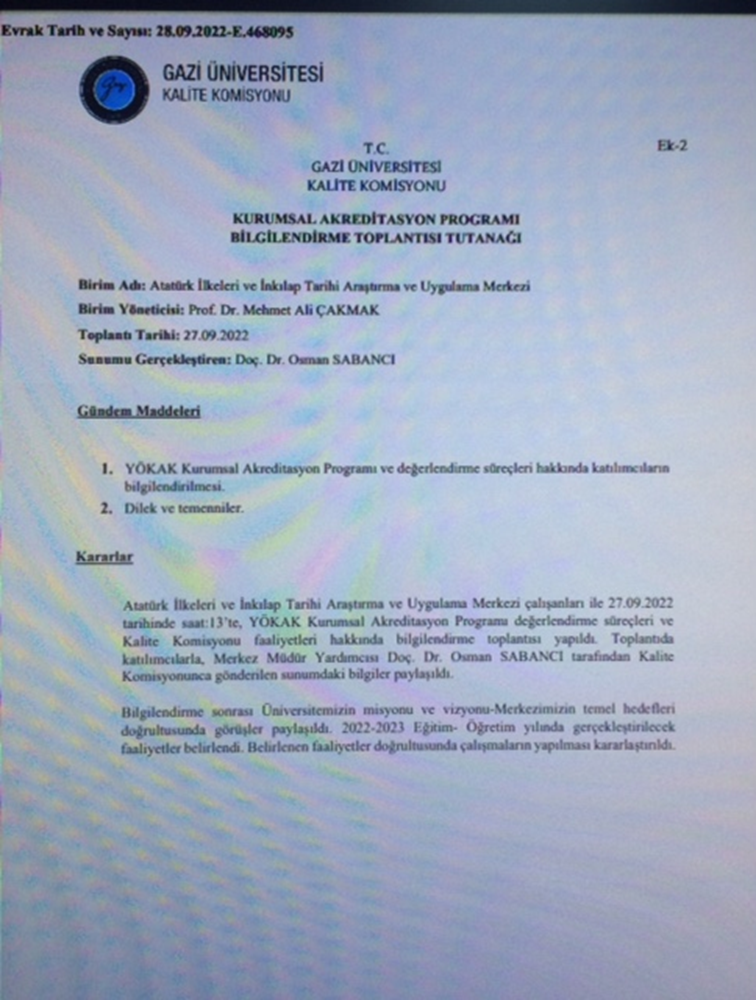 Evrak Tarih ve Sayısı: 28.09.2022-E.468095
GAZİ ÜNİVERSİTESİ
KALİTE KOMİSYONU
Ek-2
T.C.
GAZİ ÜNİVERSİTESİ
KALİTE KOMİSYONU
KURUMSAL AKREDİTASYON PROGRAMI
BİLGİLENDİRME TOPLANTISI TUTANAĞI
Birim Adı: Atatürk İlkeleri ve İnkılap Tarihi Araştırma ve Uygulama Merkezi
Birim Yöneticisi: Prof. Dr. Mehmet Ali ÇAKMAK
Toplantı Tarihi: 27.09.2022
Sunumu Gerçekleştiren: Doç. Dr. Osman SABANCI
Gündem Maddeleri
1. YÖKAK Kurumsal Akreditasyon Programı ve değerlendirme süreçleri hakkında katılımcıların
bilgilendirilmesi.
2. Dilek ve temenniler.
Kararlar
Atatürk İlkeleri ve İnkılap Tarihi Araştırma ve Uygulama Merkezi çalışanları ile 27.09.2022
tarihinde saat:13'te, YÖKAK Kurumsal Akreditasyon Programı değerlendirme süreçleri ve
Kalite Komisyonu faaliyetleri hakkında bilgilendirme toplantısı yapıldı. Toplantıda
katılımcılarla, Merkez Müdür Yardımcısı Doç. Dr. Osman SABANCI tarafından Kalite
Komisyonunca gönderilen sunumdaki bilgiler paylaşıldı.
Bilgilendirme sonrası Üniversitemizin misyonu ve vizyonu-Merkezimizin temel hedefleri
doğrultusunda görüşler paylaşıldı. 2022-2023 Eğitim- Öğretim yılında gerçekleştirilecek
faaliyetler belirlendi. Belirlenen faaliyetler doğrultusunda çalışmaların yapılması kararlaştırıldı.